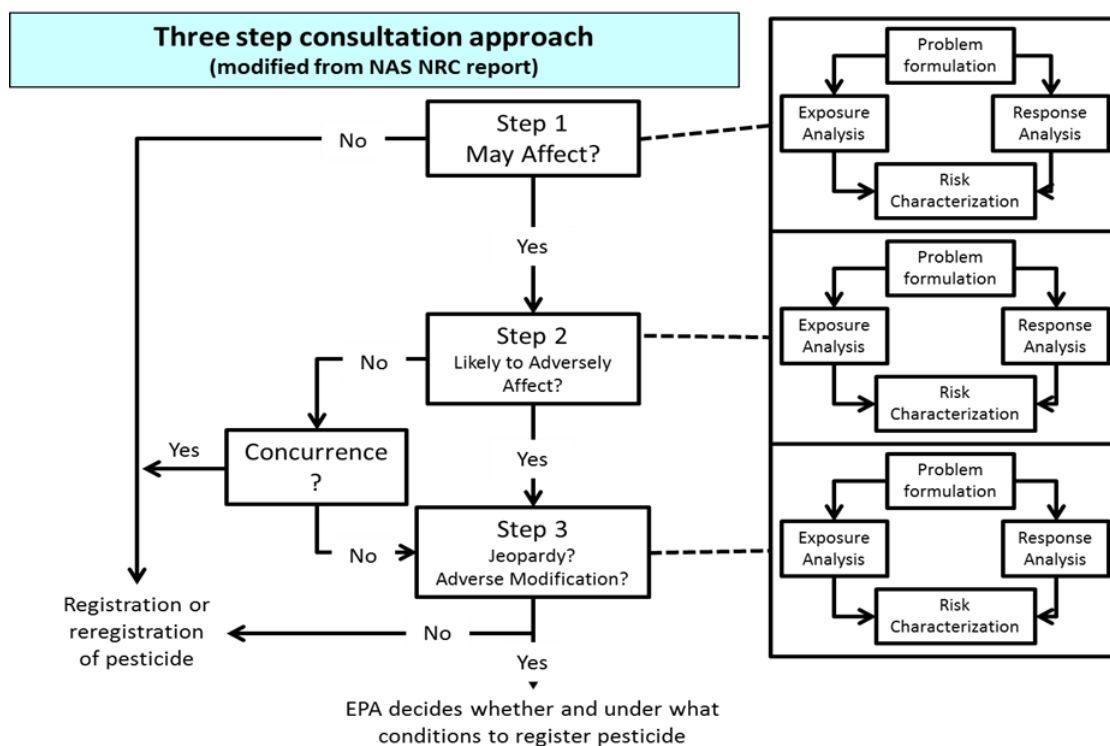 Three step consultation approach
(modified from NAS NRC report)
No
Step 1
May Affect?
Yes
Step 2
Likely to Adversely
Affect?
No
Yes
Concurrence
?
Yes
No
Step 3
Jeopardy?
Adverse Modification?
Registration or
reregistration
of pesticide
No
Yes
EPA decides whether and under what
conditions to register pesticide
Problem
formulation
Exposure
Analysis
Response
Analysis
Risk
Characterization
Problem
formulation
Exposure
Analysis
Response
Analysis
Risk
Characterization
Problem
formulation
Exposure
Analysis
Response
Analysis
Risk
Characterization